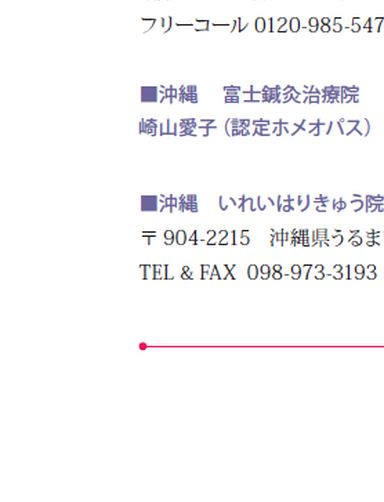 フリーコール 0120-985-547
■沖縄　富士鍼灸治療院
崎山愛子（認定ホメオパス）
■沖縄　いれいはりきゅう院
〒 904-2215　沖縄県うるま
TEL & FAX 098-973-3193